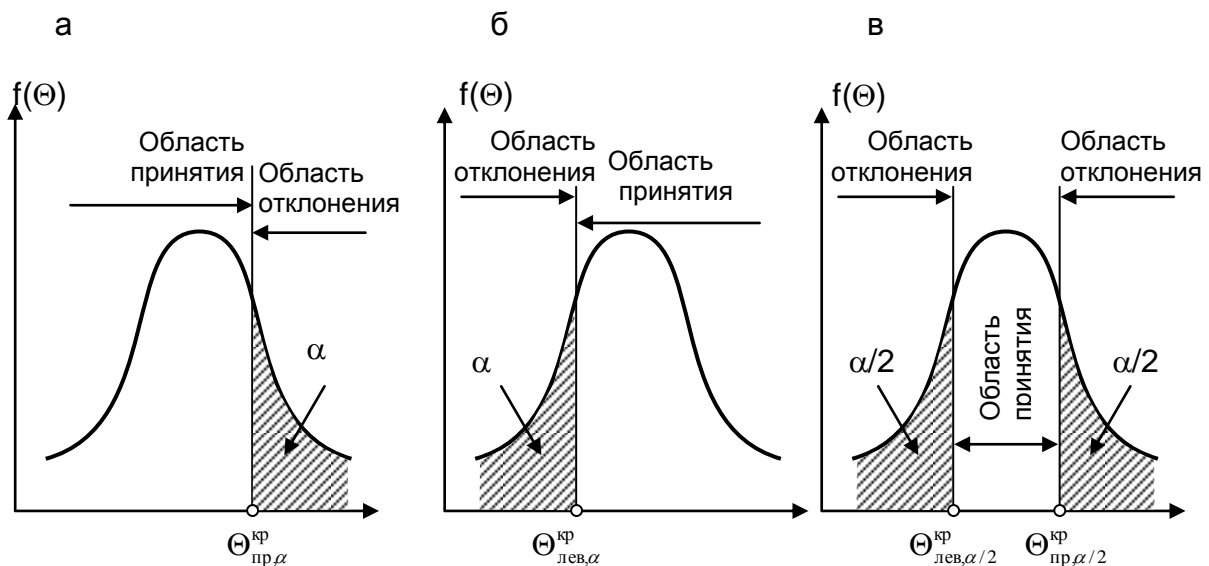 а
f(Θ)
Область
принятия
Область
отклонения
α
Θ^кр_пр,α
б
f(Θ)
Область
отклонения
Область
принятия
α
Θ^кр_лев,α
в
f(Θ)
Область
отклонения
Область
отклонения
α/2
Область
принятия
α/2
Θ^кр_лев,α/2
Θ^кр_пр,α/2